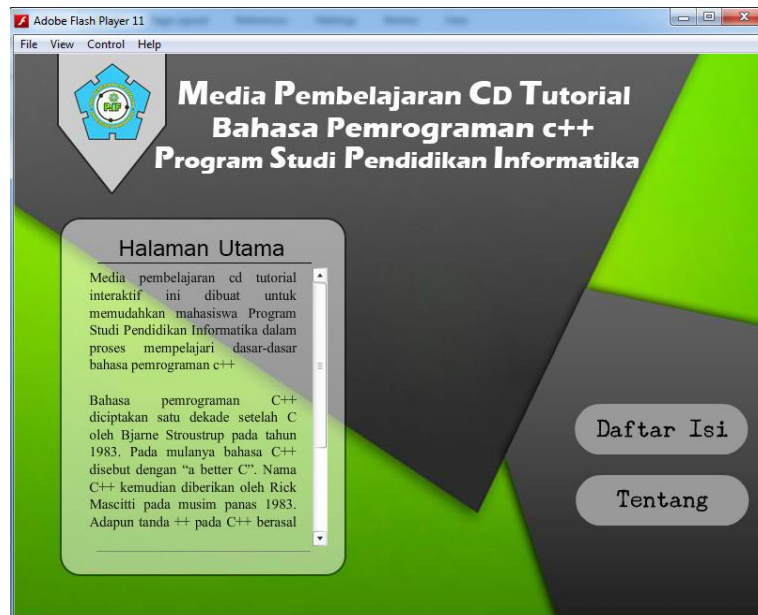 Adobe Flash Player 11
File View Control Help
PIF
Media Pembelajaran CD Tutorial
Bahasa Pemrograman c++
Program Studi Pendidikan Informatika
Halaman Utama
Media pembelajaran cd tutorial
interaktif ini dibuat untuk
memudahkan mahasiswa Program
Studi Pendidikan Informatika dalam
proses mempelajari dasar-dasar
bahasa pemrograman c++
Bahasa pemrograman C++
diciptakan satu dekade setelah C
oleh Bjarne Stroustrup pada tahun
1983. Pada mulanya bahasa C++
disebut dengan “a better C”. Nama
C++ kemudian diberikan oleh Rick
Mascitti pada musim panas 1983.
Adapun tanda ++ pada C++ berasal
Daftar Isi
Tentang